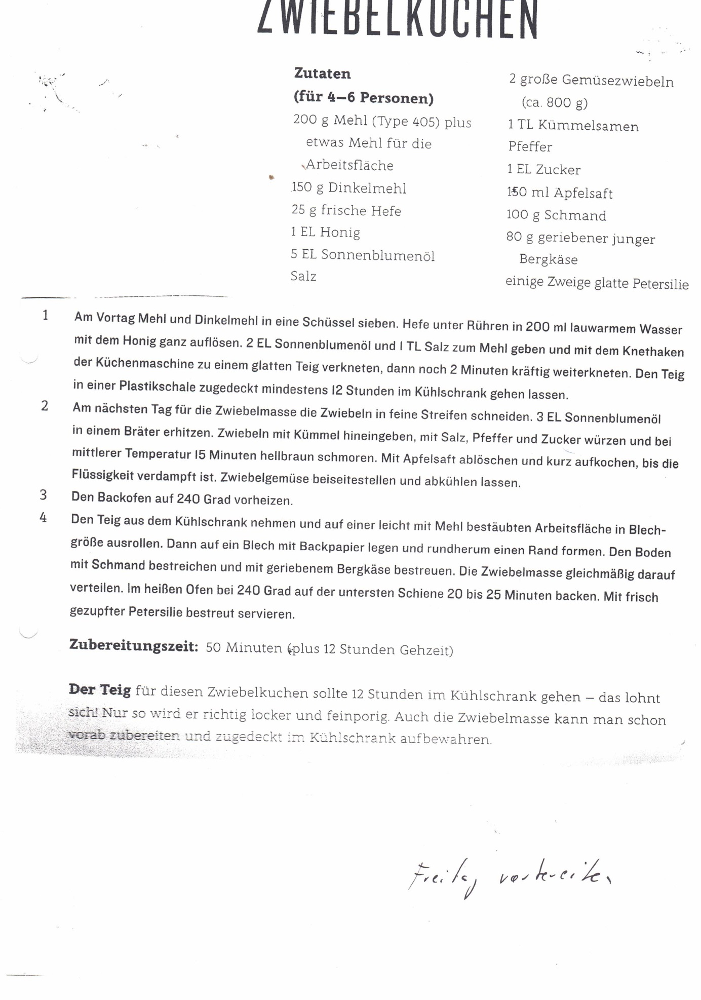 ZWIEBELKUCHEN
Zutaten
(für 4–6 Personen)
200 g Mehl (Type 405) plus
etwas Mehl für die
Arbeitsfläche
150 g Dinkelmehl
25 g frische Hefe
1 EL Honig
5 EL Sonnenblumenöl
Salz
2 große Gemüsezwiebeln
(ca. 800 g)
1 TL Kümmelsamen
Pfeffer
1 EL Zucker
150 ml Apfelsaft
100 g Schmand
80 g geriebener junger
Bergkäse
einige Zweige glatte Petersilie
1 Am Vortag Mehl und Dinkelmehl in eine Schüssel sieben. Hefe unter Rühren in 200 ml lauwarmem Wasser
mit dem Honig ganz auflösen. 2 EL Sonnenblumenöl und 1 TL Salz zum Mehl geben und mit dem Knethaken
der Küchenmaschine zu einem glatten Teig verkneten, dann noch 2 Minuten kräftig weiterkneten. Den Teig
in einer Plastikschale zugedeckt mindestens 12 Stunden im Kühlschrank gehen lassen.
2 Am nächsten Tag für die Zwiebelmasse die Zwiebeln in feine Streifen schneiden. 3 EL Sonnenblumenöl
in einem Bräter erhitzen. Zwiebeln mit Kümmel hineingeben, mit Salz, Pfeffer und Zucker würzen und bei
mittlerer Temperatur 15 Minuten hellbraun schmoren. Mit Apfelsaft ablöschen und kurz aufkochen, bis die
Flüssigkeit verdampft ist. Zwiebelgemüse beiseitestellen und abkühlen lassen.
3 Den Backofen auf 240 Grad vorheizen.
4 Den Teig aus dem Kühlschrank nehmen und auf einer leicht mit Mehl bestäubten Arbeitsfläche in Blech-
größe ausrollen. Dann auf ein Blech mit Backpapier legen und rundherum einen Rand formen. Den Boden
mit Schmand bestreichen und mit geriebenem Bergkäse bestreuen. Die Zwiebelmasse gleichmäßig darauf
verteilen. Im heißen Ofen bei 240 Grad auf der untersten Schiene 20 bis 25 Minuten backen. Mit frisch
gezupfter Petersilie bestreut servieren.
Zubereitungszeit: 50 Minuten (plus 12 Stunden Gehzeit)
Der Teig für diesen Zwiebelkuchen sollte 12 Stunden im Kühlschrank gehen – das lohnt
sich! Nur so wird er richtig locker und feinporig. Auch die Zwiebelmasse kann man schon
vorab zubereiten und zugedeckt im Kühlschrank aufbewahren.
Freitag vorbereiten